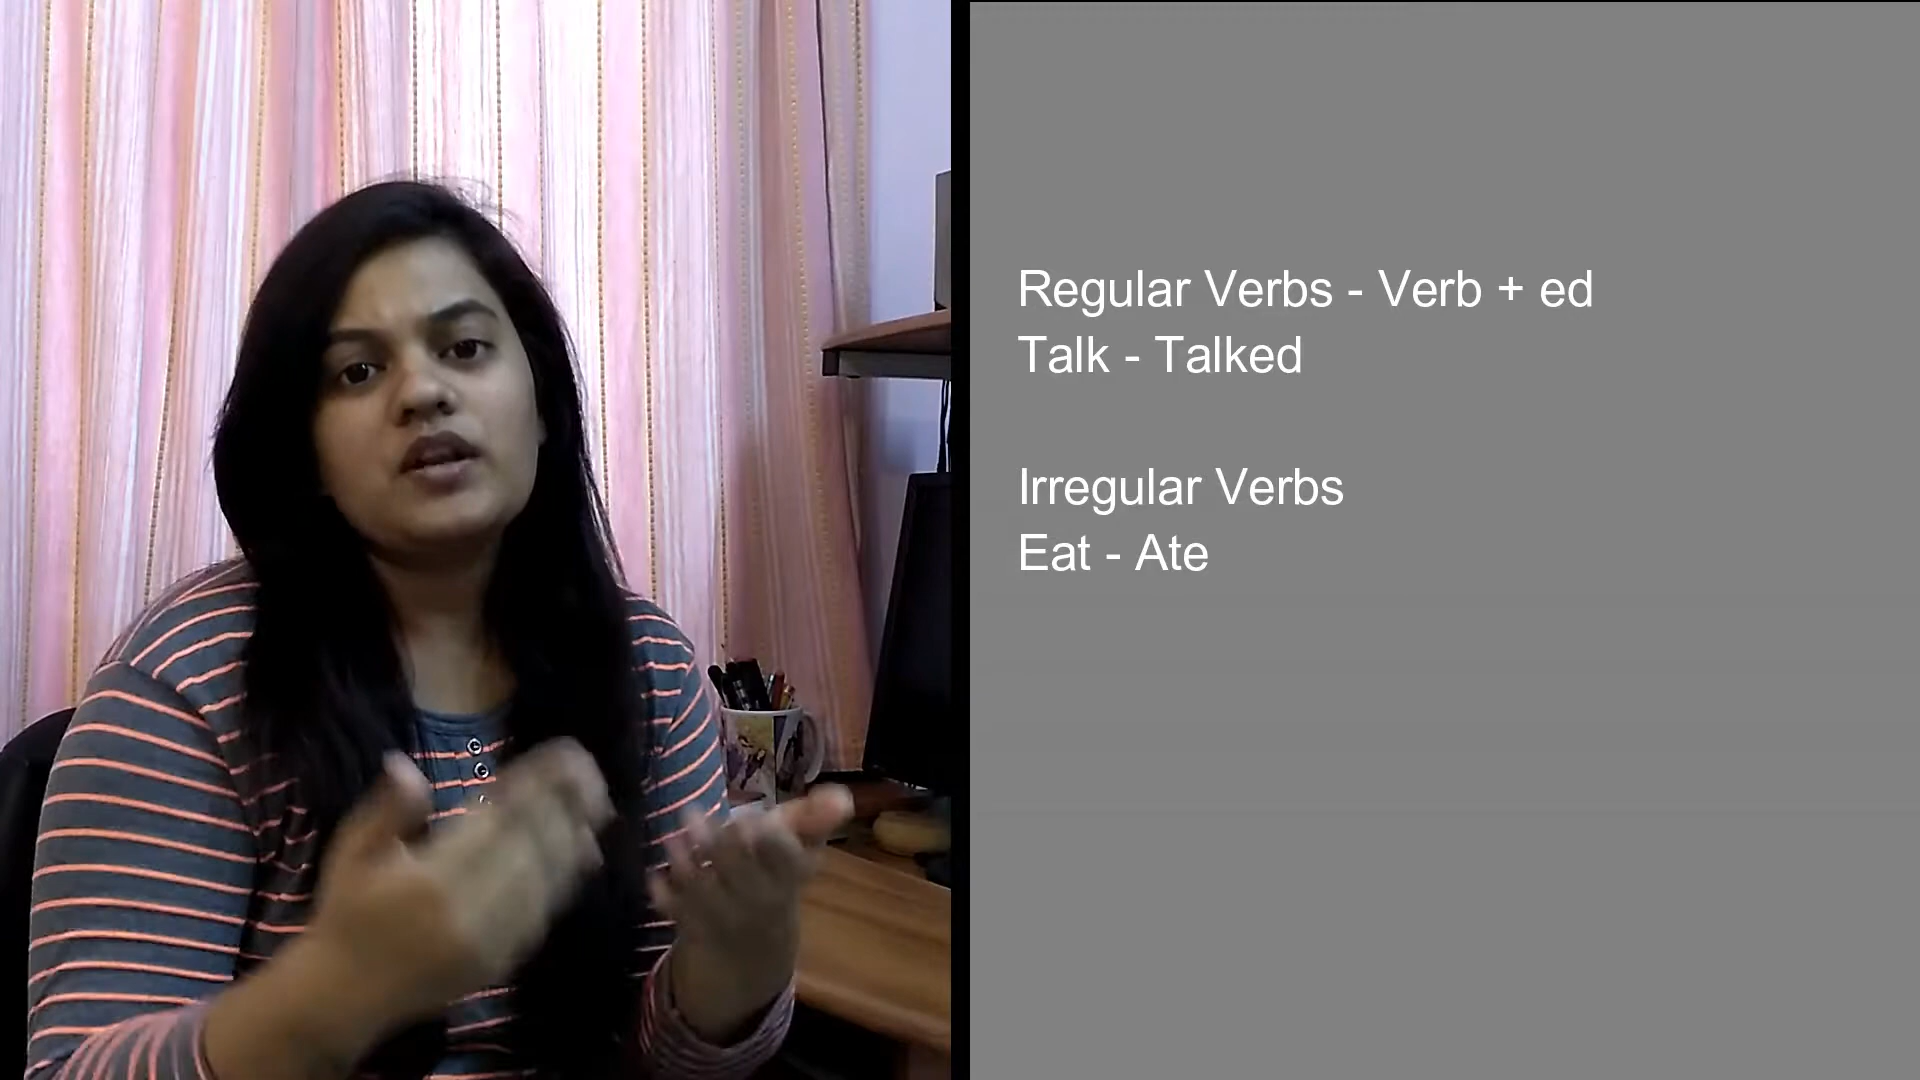 Regular Verbs - Verb + ed
Talk - Talked
Irregular Verbs
Eat - Ate